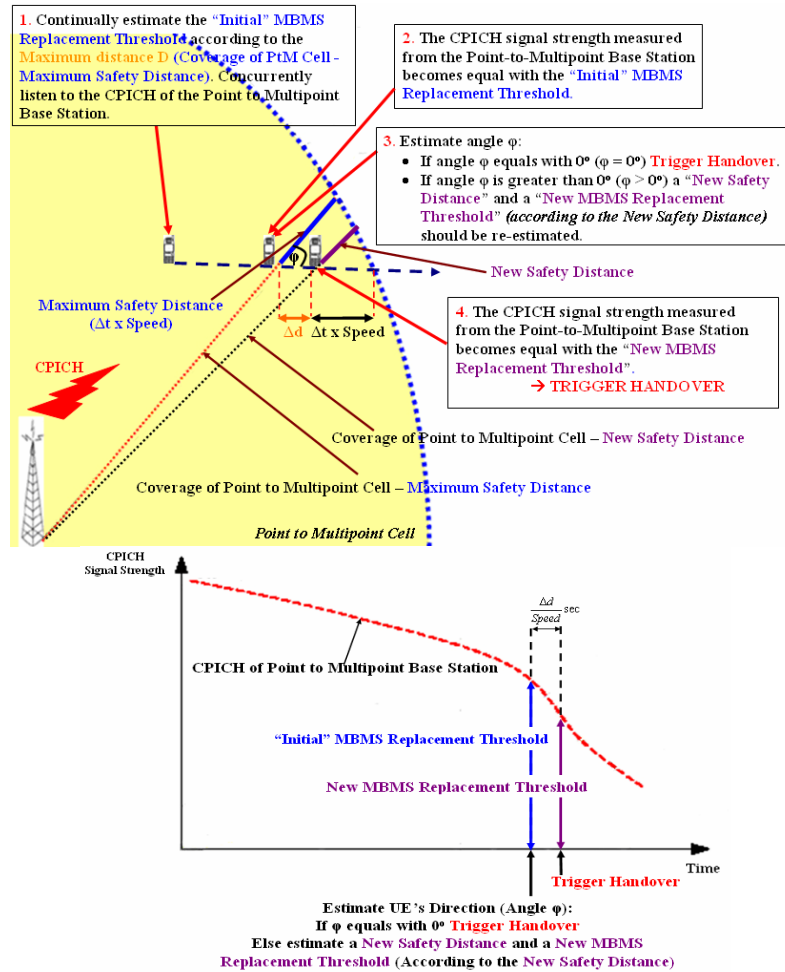 1. Continually estimate the “Initial” MBMS
Replacement Threshold according to the
Maximum distance D (Coverage of PtM Cell -
Maximum Safety Distance). Concurrently
listen to the CPICH of the Point to Multipoint
Base Station.
2. The CPICH signal strength measured
from the Point-to-Multipoint Base Station
becomes equal with the “Initial” MBMS
Replacement Threshold.
3. Estimate angle φ:
• If angle φ equals with 0° (φ = 0°) Trigger Handover.
• If angle φ is greater than 0° (φ > 0°) a “New Safety
Distance” and a “New MBMS Replacement
Threshold” (according to the New Safety Distance)
should be re-estimated.
φ
New Safety Distance
Maximum Safety Distance
(Δt x Speed)
Δd
Δt x Speed
4. The CPICH signal strength measured
from the Point-to-Multipoint Base Station
becomes equal with the “New MBMS
Replacement Threshold”.
→ TRIGGER HANDOVER
CPICH
Coverage of Point to Multipoint Cell – New Safety Distance
Coverage of Point to Multipoint Cell – Maximum Safety Distance
Point to Multipoint Cell
CPICH
Signal Strength
Δd
Speed
sec
CPICH of Point to Multipoint Base Station
“Initial” MBMS Replacement Threshold
New MBMS Replacement Threshold
Time
Trigger Handover
Estimate UE’s Direction (Angle φ):
If φ equals with 0° Trigger Handover
Else estimate a New Safety Distance and a New MBMS
Replacement Threshold (According to the New Safety Distance)